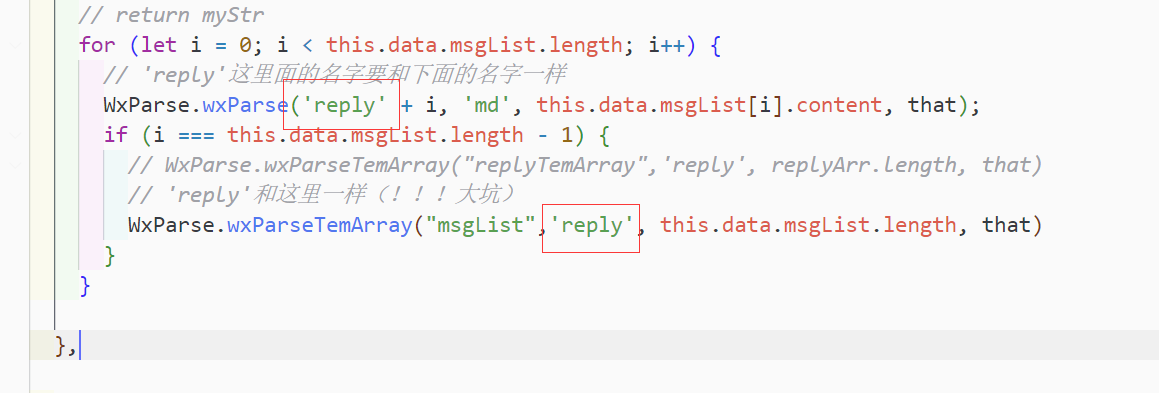 // return myStr
for (let i = 0; i < this.data.msgList.length; i++) {
// 'reply'这里面的名字要和下面的名字一样
WxParse.wxParse('reply' + i, 'md', this.data.msgList[i].content, that);
if (i === this.data.msgList.length - 1) {
// WxParse.wxParseTemArray("replyTemArray",'reply', replyArr.length, that)
// 'reply'和这里一样（！！！大坑）
WxParse.wxParseTemArray("msgList",'reply', this.data.msgList.length, that)
}
}
},